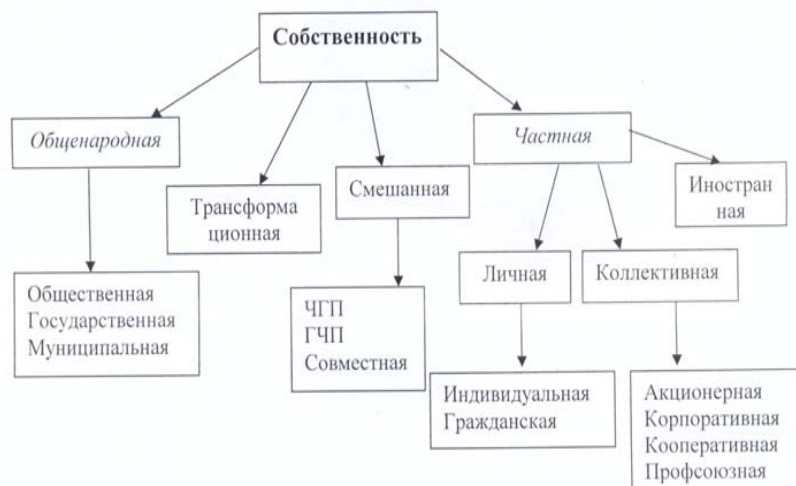 Собственность
Общенародная
Трансформа
ционная
Смешанная
Частная
Иностран
ная
Общественная
Государственная
Муниципальная
ЧГП
ГЧП
Совместная
Личная
Коллективная
Индивидуальная
Гражданская
Акционерная
Корпоративная
Кооперативная
Профсоюзная